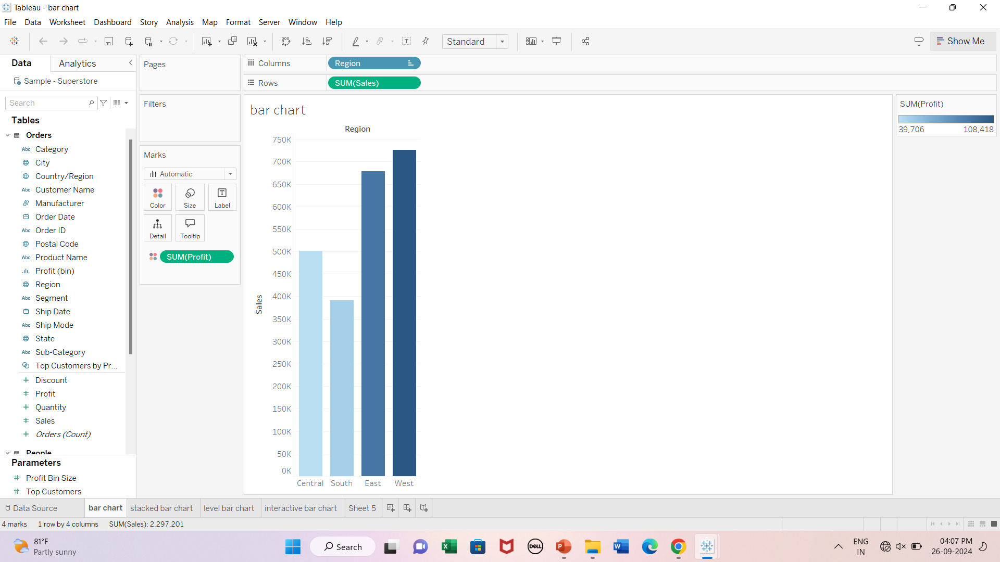 Tableau - bar chart
File Data Worksheet Dashboard Story Analysis Map Format Server Window Help
Standard
Show Me
Data Analytics
Sample - Superstore
Search
Tables
Orders
Abc Category
City
Country/Region
Abc Customer Name
Manufacturer
Order Date
Abc Order ID
Postal Code
Abc Product Name
Profit (bin)
Region
Abc Segment
Ship Date
Abc Ship Mode
State
Abc Sub-Category
Top Customers by Pr...
# Discount
# Profit
# Quantity
# Sales
# Orders (Count)
People
Parameters
# Profit Bin Size
# Top Customers
Pages
Filters
Marks
Automatic
Color Size Label
Detail Tooltip
SUM(Profit)
Columns Region
Rows SUM(Sales)
bar chart
Region
750K
700K
650K
600K
550K
500K
450K
400K
350K
300K
250K
200K
150K
100K
50K
0K
Sales
Central South East West
SUM(Profit)
39,706 108,418
Data Source bar chart stacked bar chart level bar chart interactive bar chart Sheet 5
4 marks 1 row by 4 columns SUM(Sales): 2,297,201
81°F
Partly sunny
Search
DELL
ENG
IN
04:07 PM
26-09-2024